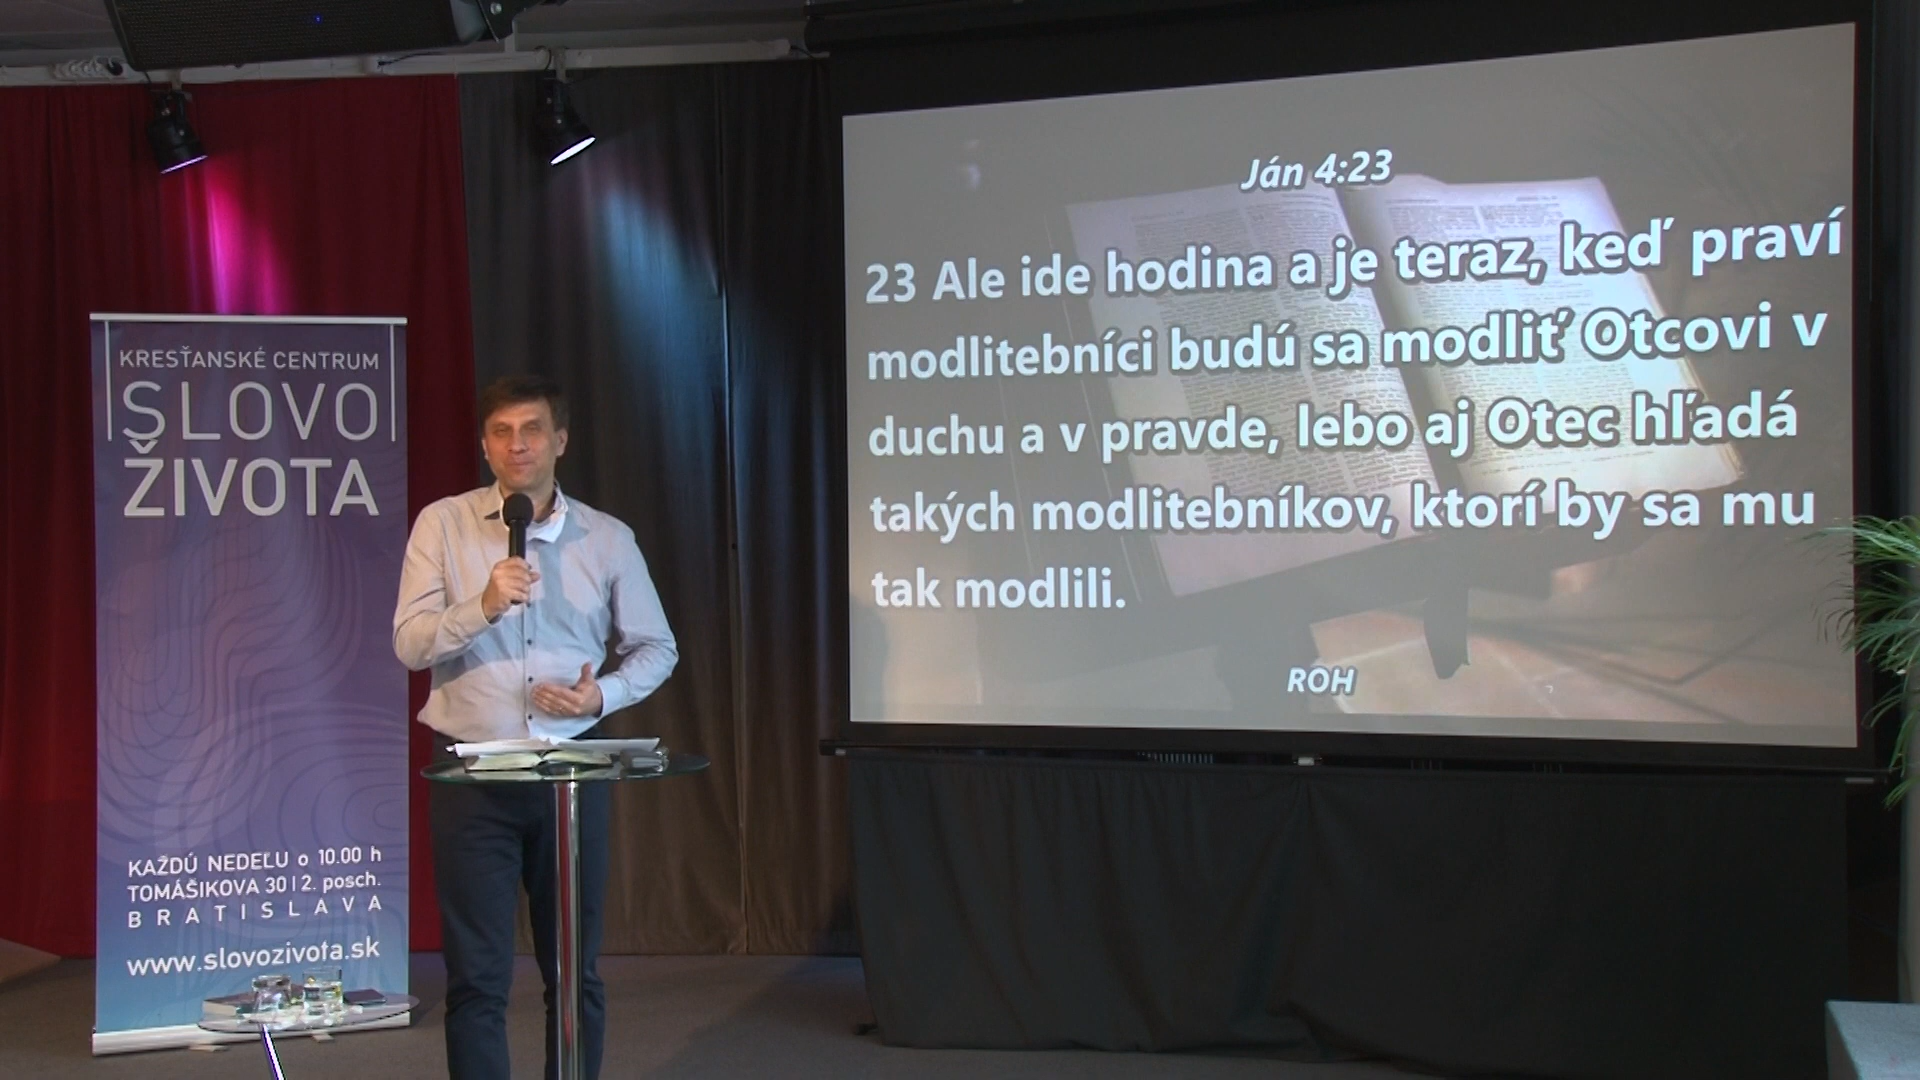 KRESŤANSKÉ CENTRUM
SLOVO
ŽIVOTA
KAŽDÚ NEDEĽU o 10.00 h
TOMÁŠIKOVA 30 | 2. posch.
BRATISLAVA
www.slovozivota.sk
Ján 4:23
23 Ale ide hodina a je teraz, keď praví
modlitebníci budú sa modliť Otcovi v
duchu a v pravde, lebo aj Otec hľadá
takých modlitebníkov, ktorí by sa mu
tak modlili.
ROH